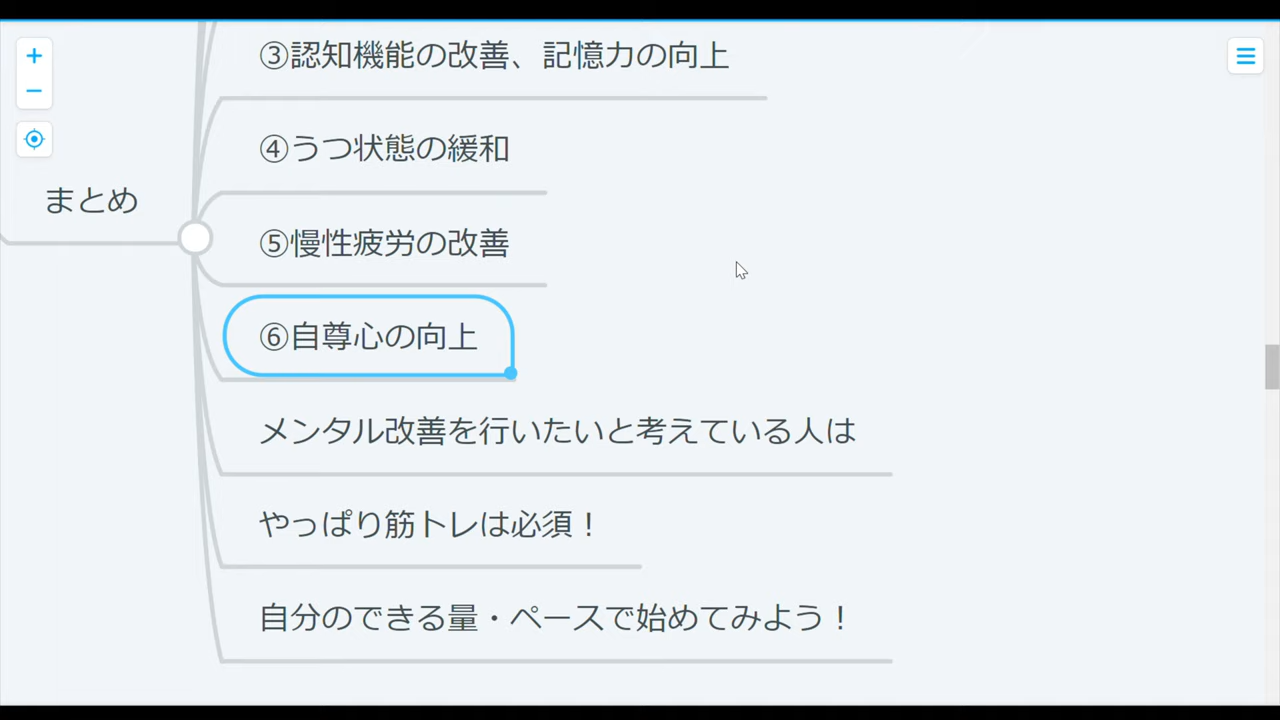 ③認知機能の改善、記憶力の向上
④うつ状態の緩和
まとめ
⑤慢性疲労の改善
⑥自尊心の向上
メンタル改善を行いたいと考えている人は
やっぱり筋トレは必須！
自分のできる量・ペースで始めてみよう！